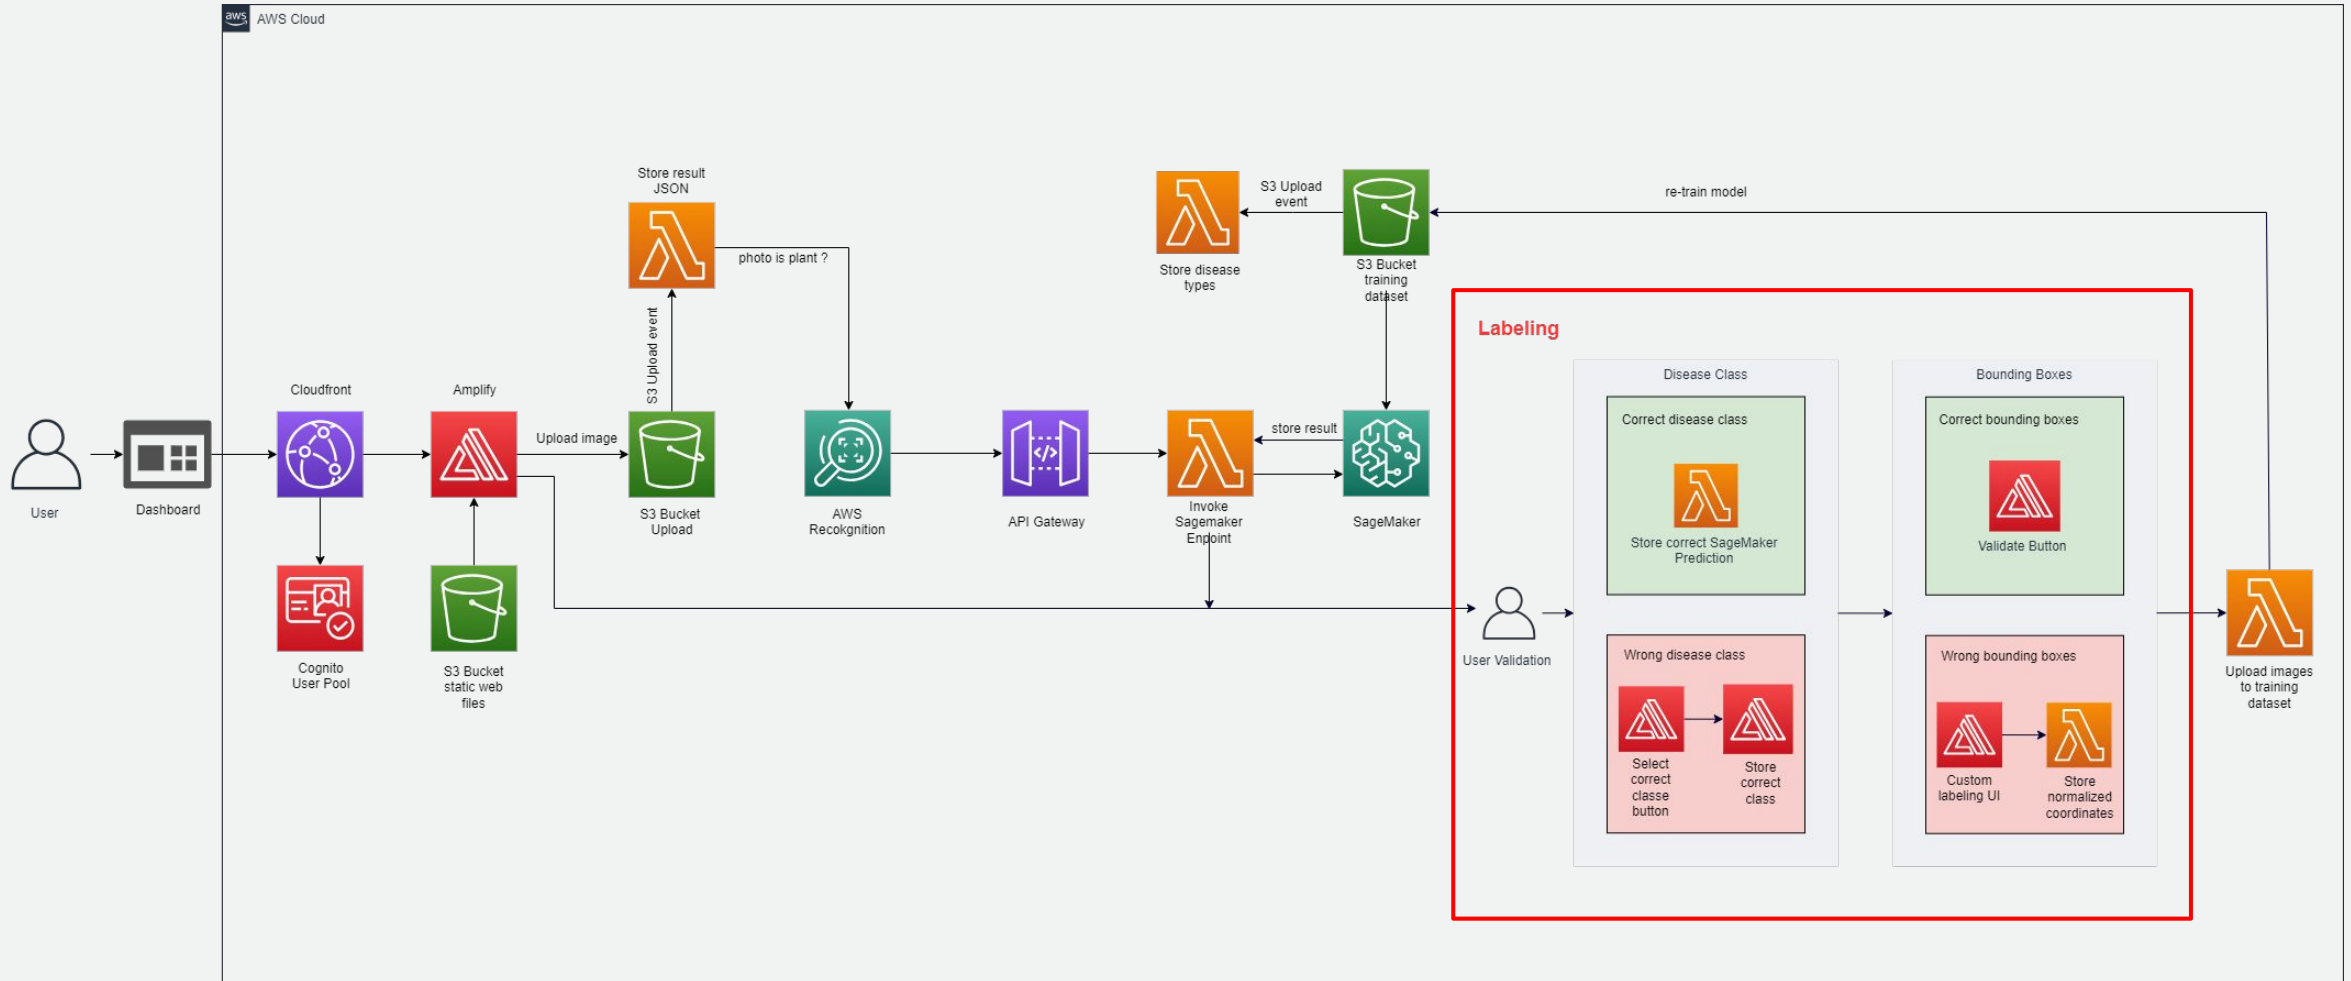 aws
AWS Cloud
User
Dashboard
Cloudfront
Cognito
User Pool
Amplify
S3 Bucket
static web
files
Upload image
Store result
JSON
S3 Upload event
photo is plant ?
S3 Bucket
Upload
AWS
Recokgnition
API Gateway
Invoke
Sagemaker
Enpoint
store result
SageMaker
Store disease
types
S3 Upload
event
S3 Bucket
training
dataset
re-train model
Labeling
User Validation
Disease Class
Correct disease class
Store correct SageMaker
Prediction
Wrong disease class
Select
correct
classe
button
Store
correct
class
Bounding Boxes
Correct bounding boxes
Validate Button
Wrong bounding boxes
Custom
labeling UI
Store
normalized
coordinates
Upload images
to training
dataset